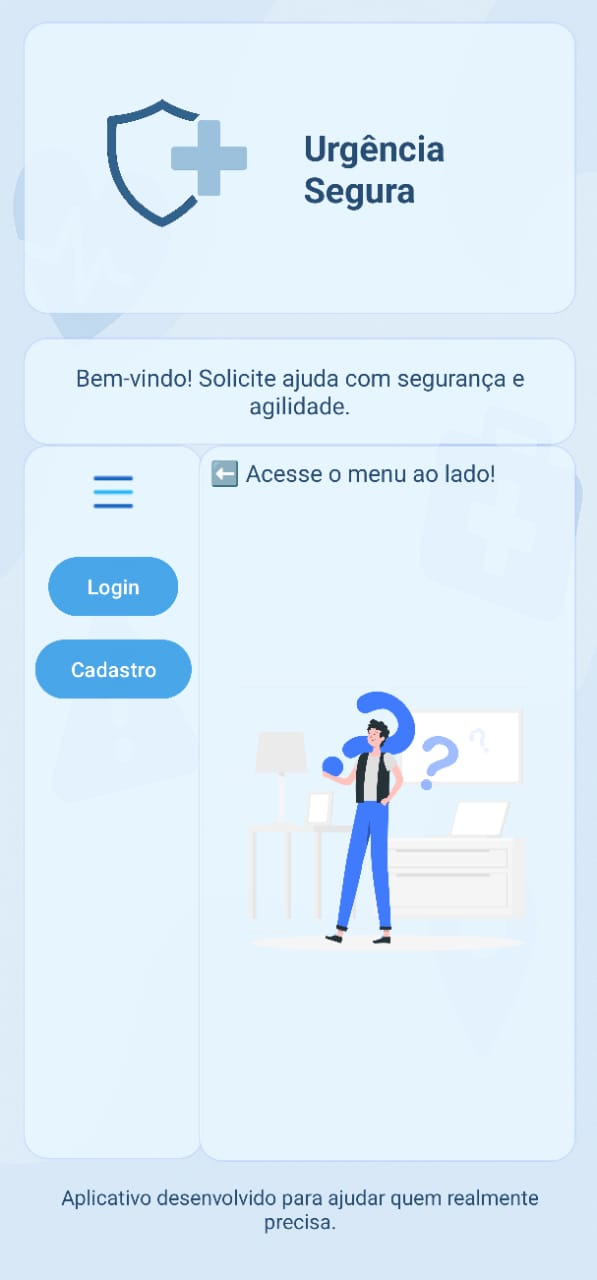 Urgência
Segura
Bem-vindo! Solicite ajuda com segurança e
agilidade.
⬅️ Acesse o menu ao lado!
Login
Cadastro
Aplicativo desenvolvido para ajudar quem realmente
precisa.